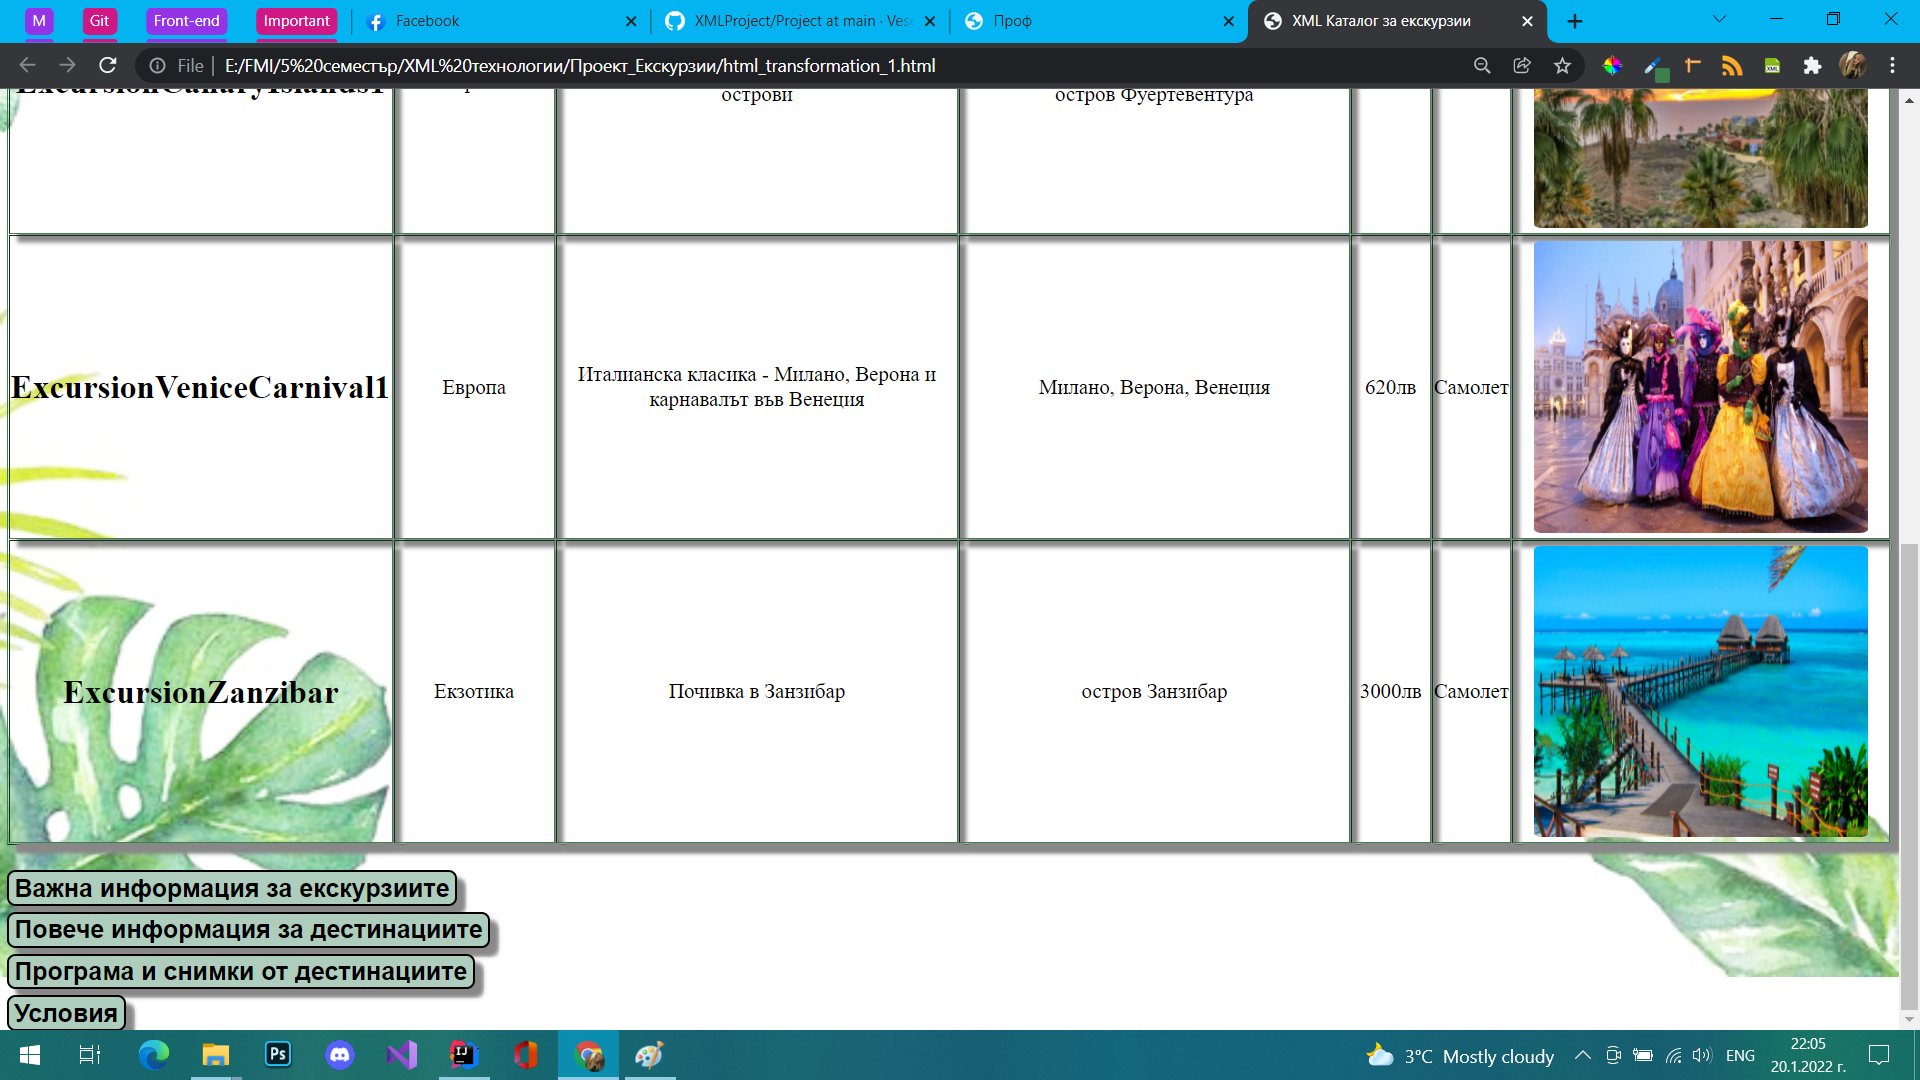 M
Git
Front-end
Important
Facebook
XMLProject/Project at main · Vese
Проф
XML Каталог за екскурзии
File
E:/FMI/5%20семестър/XML%20технологии/Проект_Екскурзии/html_transformation_1.html
острови
остров Фуертевентура
ExcursionVeniceCarnival1
Европа
Италианска класика - Милано, Верона и
карнавалът във Венеция
Милано, Верона, Венеция
620лв
Самолет
ExcursionZanzibar
Екзотика
Почивка в Занзибар
остров Занзибар
3000лв
Самолет
Важна информация за екскурзиите
Повече информация за дестинациите
Програма и снимки от дестинациите
Условия
Ps
IJ
3°C Mostly cloudy
ENG
22:05
20.1.2022 г.